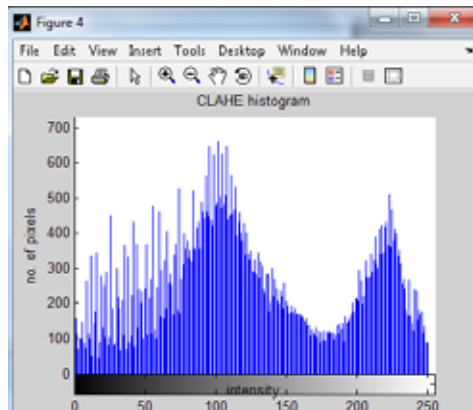 Figure 4
File Edit View Insert Tools Desktop Window Help
CLAHE histogram
700
600
500
400
300
200
100
0
no. of pixels
intensity
0 50 100 150 200 250